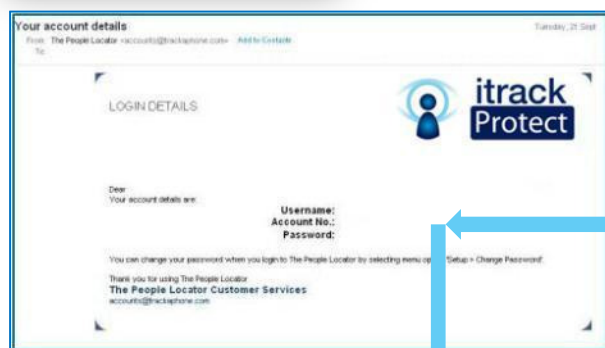 Your account details
Tuesday, 21 Sept
From: The People Locator <accounts@trackaphone.com> Add to Contacts
To:
LOGIN DETAILS
itrack
Protect
Dear
Your account details are:
Username:
Account No.:
Password:
You can change your password when you login to The People Locator by selecting menu 'Setup > Change Password'
Thank you for using The People Locator
The People Locator Customer Services
accounts@trackaphone.com